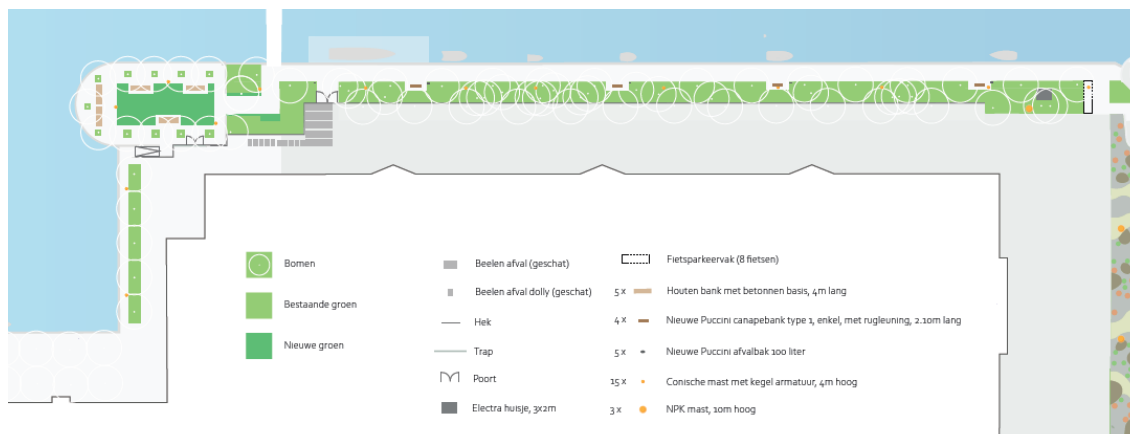 Bomen
Bestaande groen
Nieuwe groen
Beelen afval (geschat)
Beelen afval dolly (geschat)
Hek
Trap
Poort
Electra huisje, 3x2m
Fietsparkeervak (8 fietsen)
5 x Houten bank met betonnen basis, 4m lang
4 x Nieuwe Puccini canapebank type 1, enkel, met rugleuning, 2.10m lang
5 x Nieuwe Puccini afvalbak 100 liter
15 x Conische mast met kegel armatuur, 4m hoog
3 x NPK mast, 10m hoog